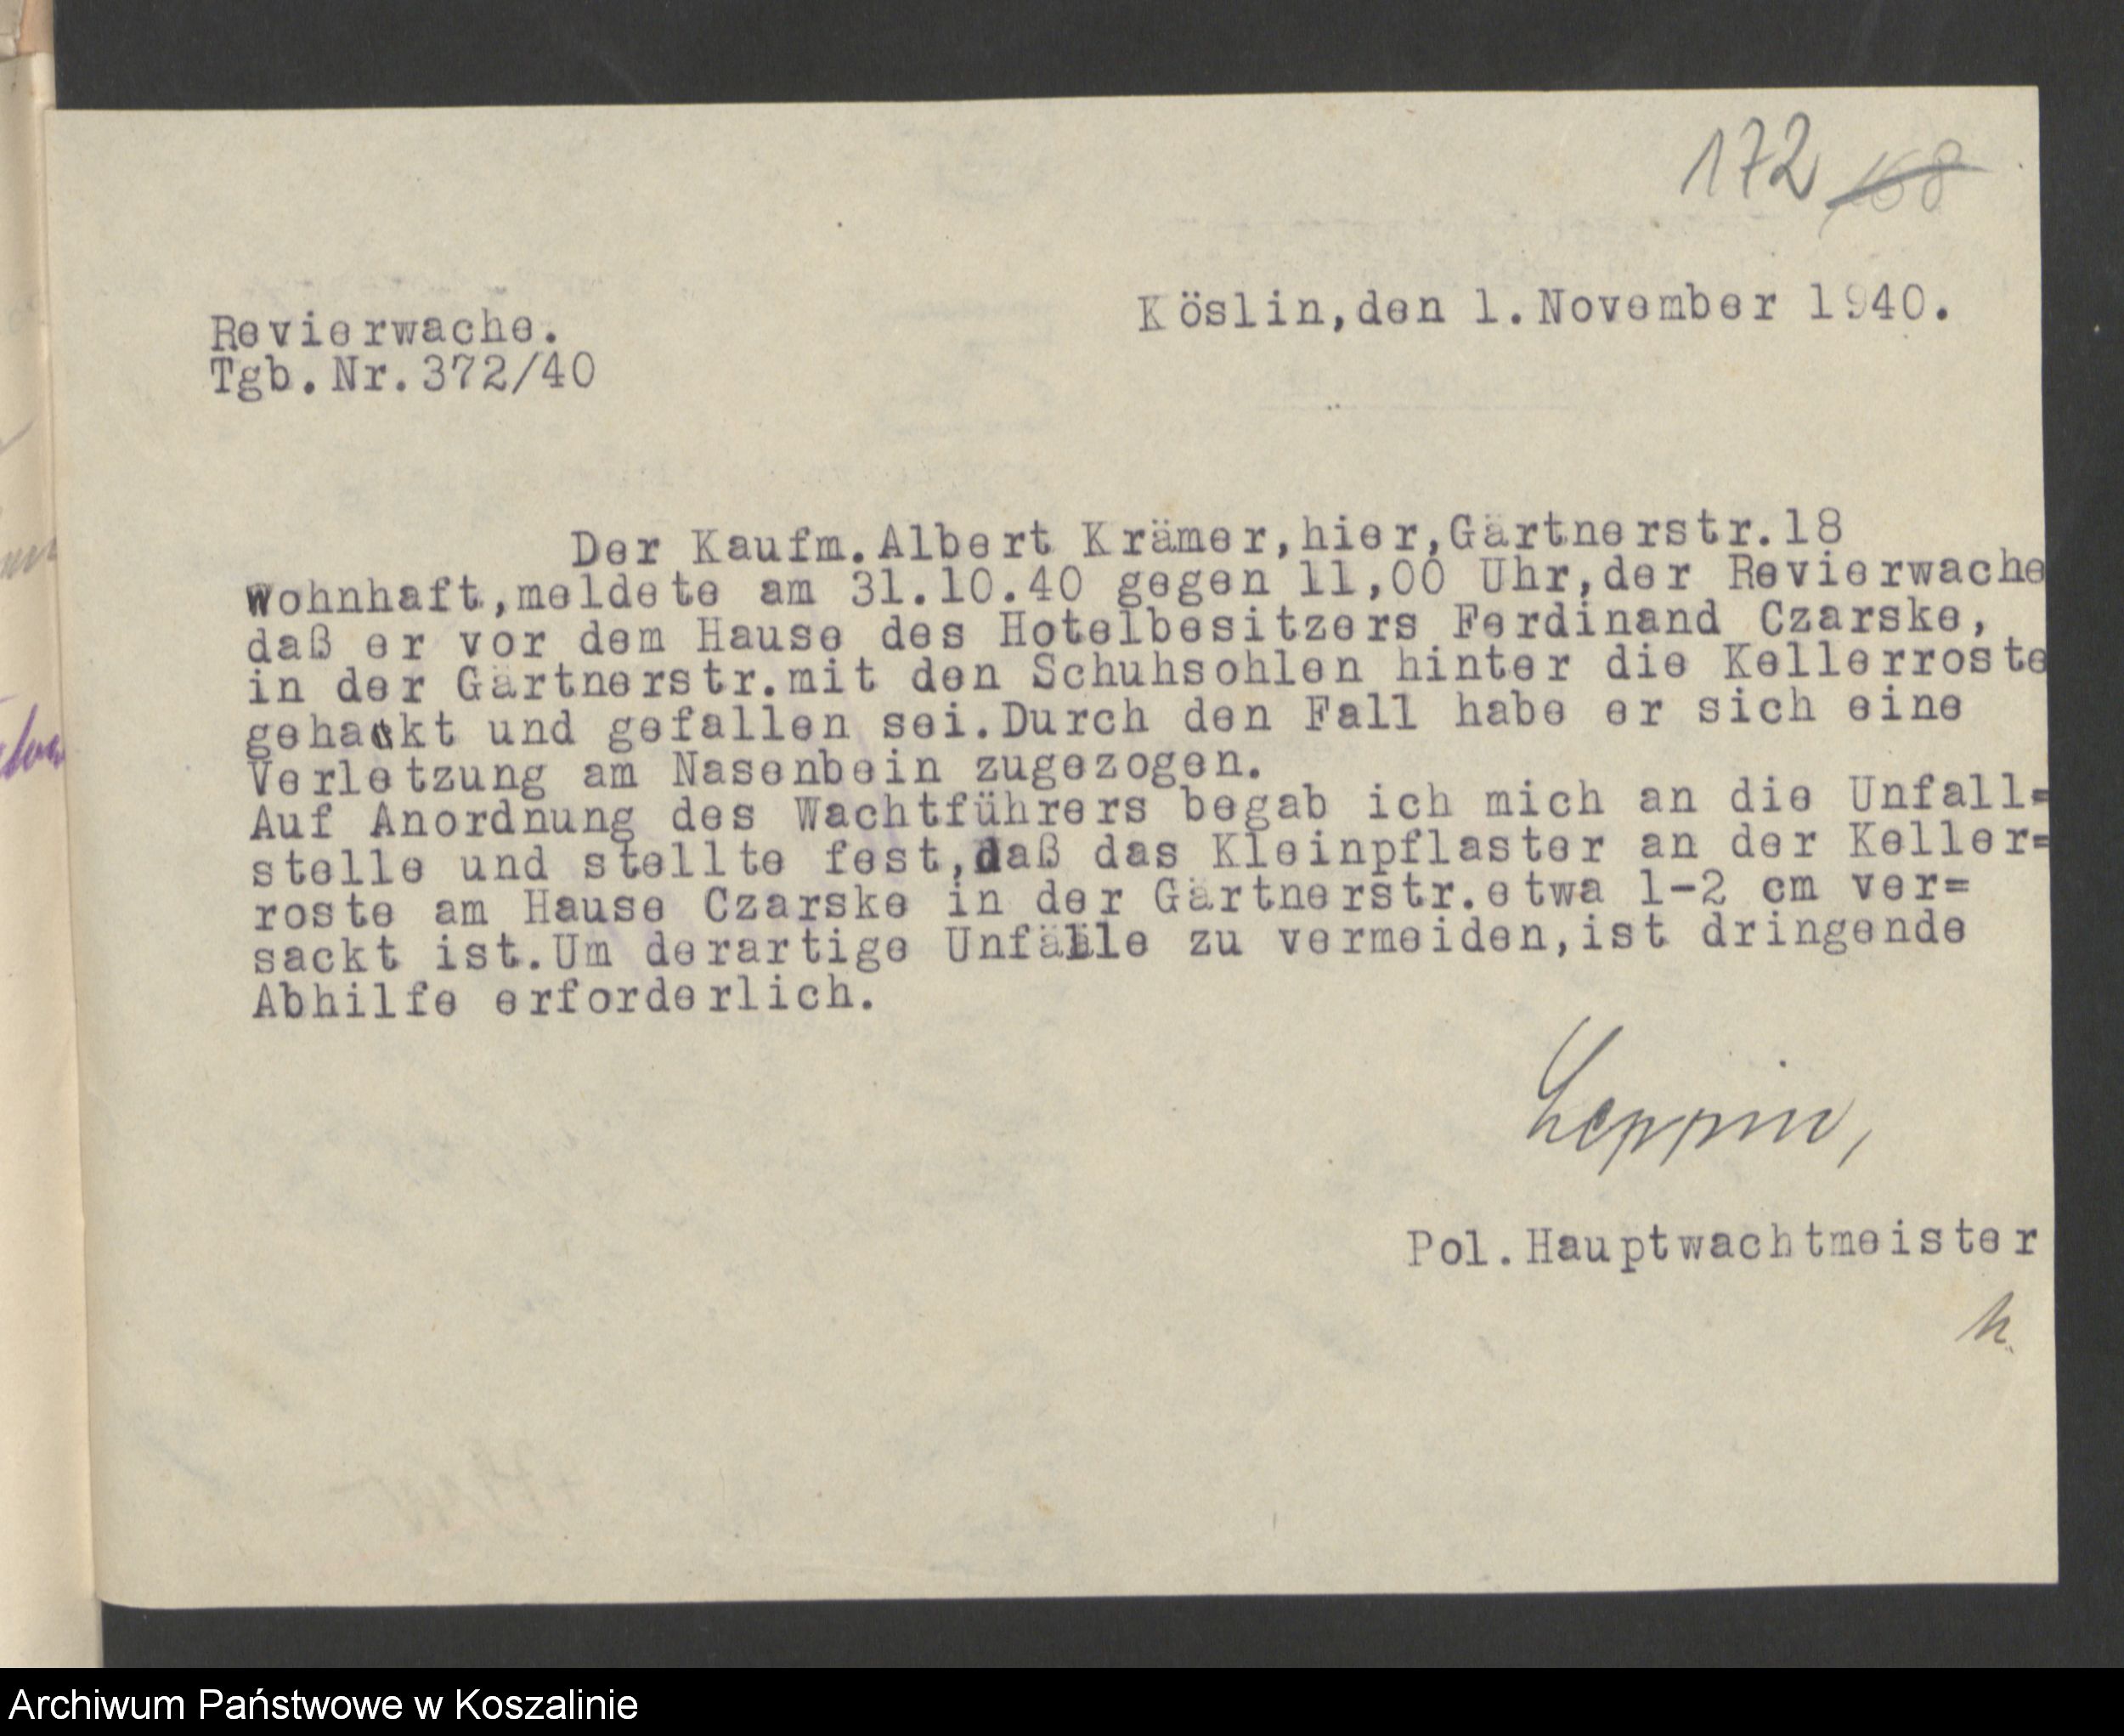 172 168
Köslin,den 1.November 1940.
Revierwache.
Tgb.Nr.372/40
Der Kaufm.Albert Krämer,hier,Gärtnerstr.18
wohnhaft,meldete am 31.10.40 gegen 11,00 Uhr,der Revierwache
daß er vor dem Hause des Hotelbesitzers Ferdinand Czarske,
in der Gärtnerstr.mit den Schuhsohlen hinter die Kellerroste
gehackt und gefallen sei.Durch den Fall habe er sich eine
Verletzung am Nasenbein zugezogen.
Auf Anordnung des Wachtführers begab ich mich an die Unfall=
stelle und stellte fest,daß das Kleinpflaster an der Keller=
roste am Hause Czarske in der Gärtnerstr.etwa 1-2 cm ver=
sackt ist.Um derartige Unfälle zu vermeiden,ist dringende
Abhilfe erforderlich.
Leppin,
Pol.Hauptwachtmeister
Archiwum Państwowe w Koszalinie